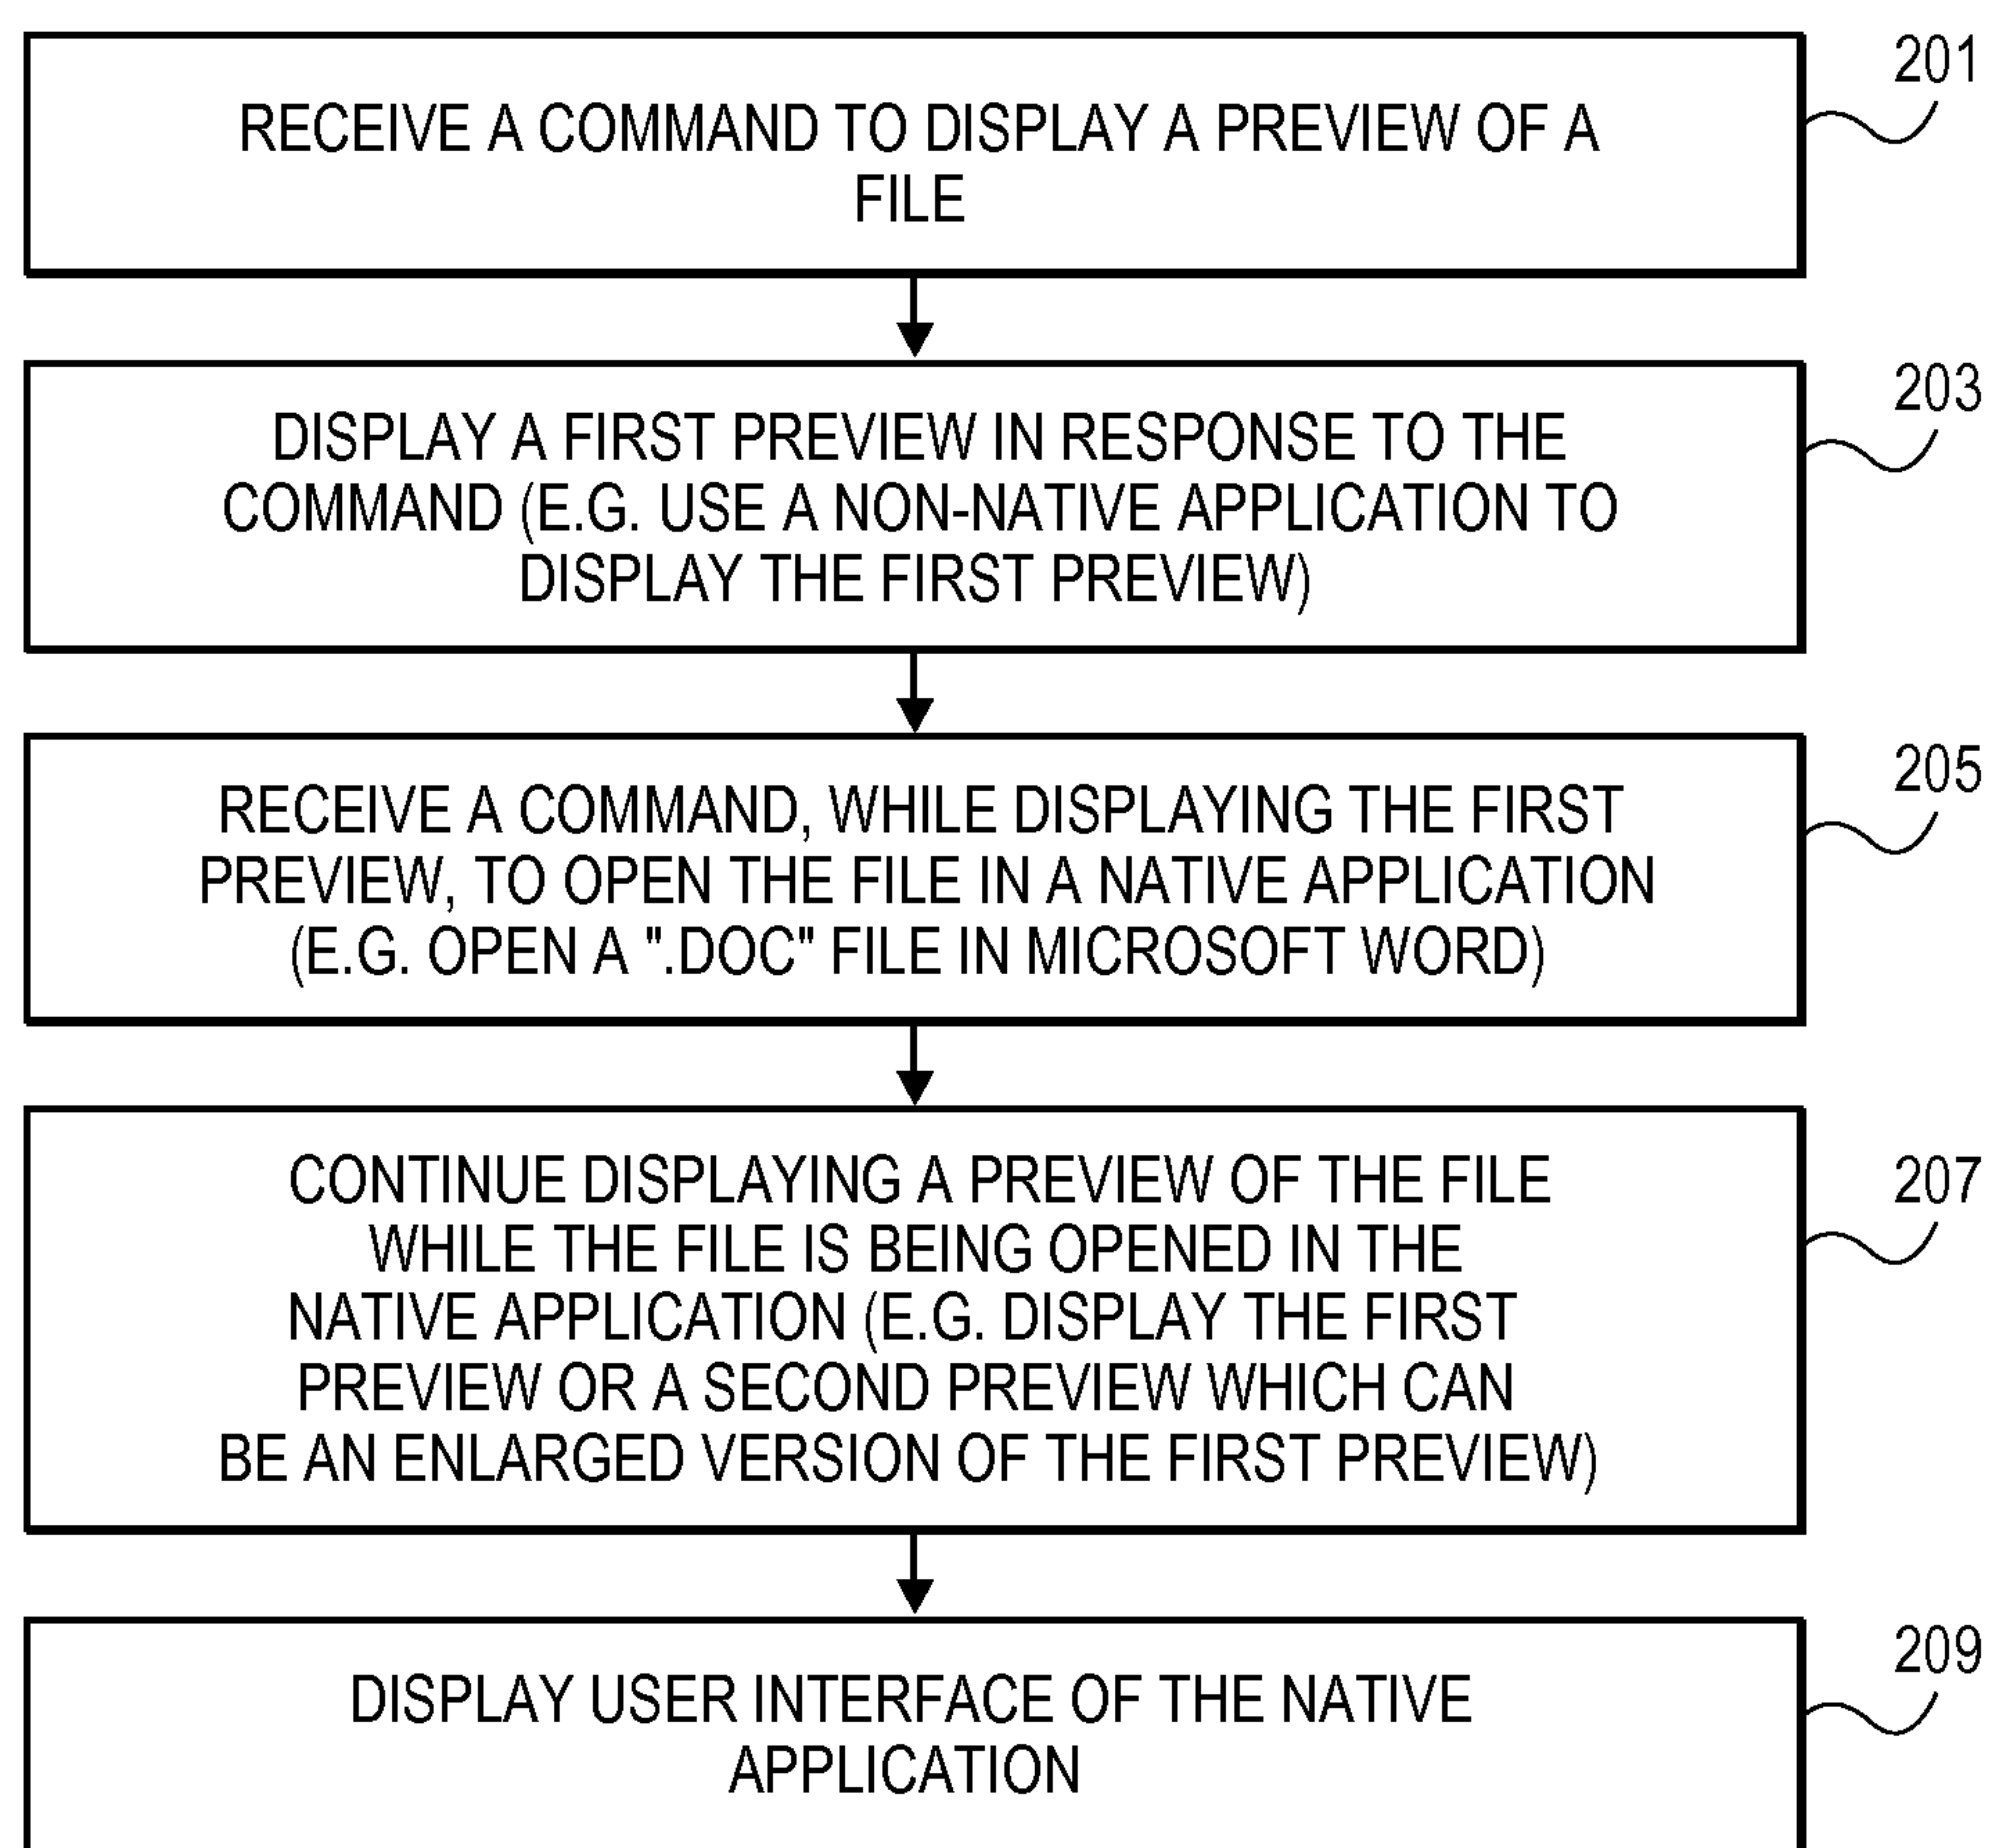 201
RECEIVE A COMMAND TO DISPLAY A PREVIEW OF A
FILE
203
DISPLAY A FIRST PREVIEW IN RESPONSE TO THE
COMMAND (E.G. USE A NON-NATIVE APPLICATION TO
DISPLAY THE FIRST PREVIEW)
205
RECEIVE A COMMAND, WHILE DISPLAYING THE FIRST
PREVIEW, TO OPEN THE FILE IN A NATIVE APPLICATION
(E.G. OPEN A ".DOC" FILE IN MICROSOFT WORD)
207
CONTINUE DISPLAYING A PREVIEW OF THE FILE
WHILE THE FILE IS BEING OPENED IN THE
NATIVE APPLICATION (E.G. DISPLAY THE FIRST
PREVIEW OR A SECOND PREVIEW WHICH CAN
BE AN ENLARGED VERSION OF THE FIRST PREVIEW)
209
DISPLAY USER INTERFACE OF THE NATIVE
APPLICATION